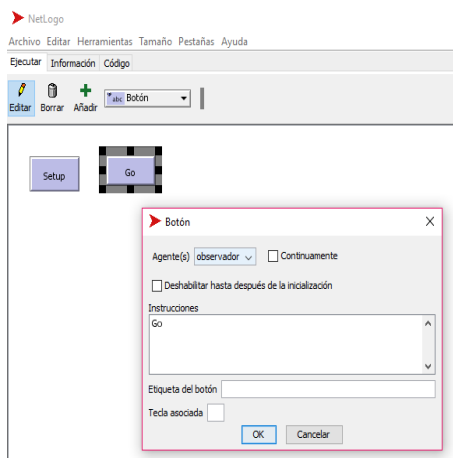 NetLogo
Archivo Editar Herramientas Tamaño Pestañas Ayuda
Ejecutar Información Código
Editar Borrar Añadir abc Botón
Setup Go
Botón
Agente(s) observador Continuamente
Deshabilitar hasta después de la inicialización
Instrucciones
Go
Etiqueta del botón
Tecla asociada
OK Cancelar